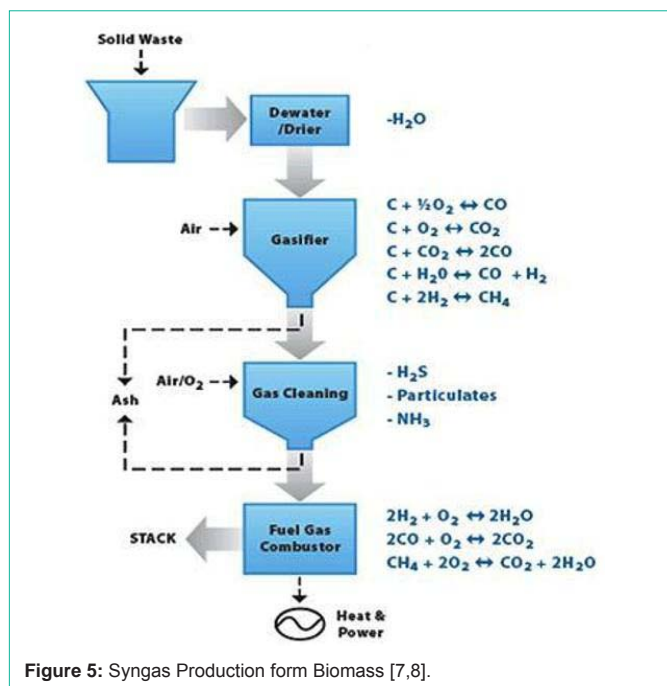 Solid Waste
Dewater
/Drier
-H₂O
Air
Gasifier
C + ½O₂ ↔ CO
C + O₂ ↔ CO₂
C + CO₂ ↔ 2CO
C + H₂0 ↔ CO + H₂
C + 2H₂ ↔ CH₄
Ash
Air/O₂
Gas Cleaning
- H₂S
- Particulates
- NH₃
STACK
Fuel Gas
Combustor
2H₂ + O₂ ↔ 2H₂O
2CO + O₂ ↔ 2CO₂
CH₄ + 2O₂ ↔ CO₂ + 2H₂O
Heat &
Power
Figure 5: Syngas Production form Biomass [7,8].